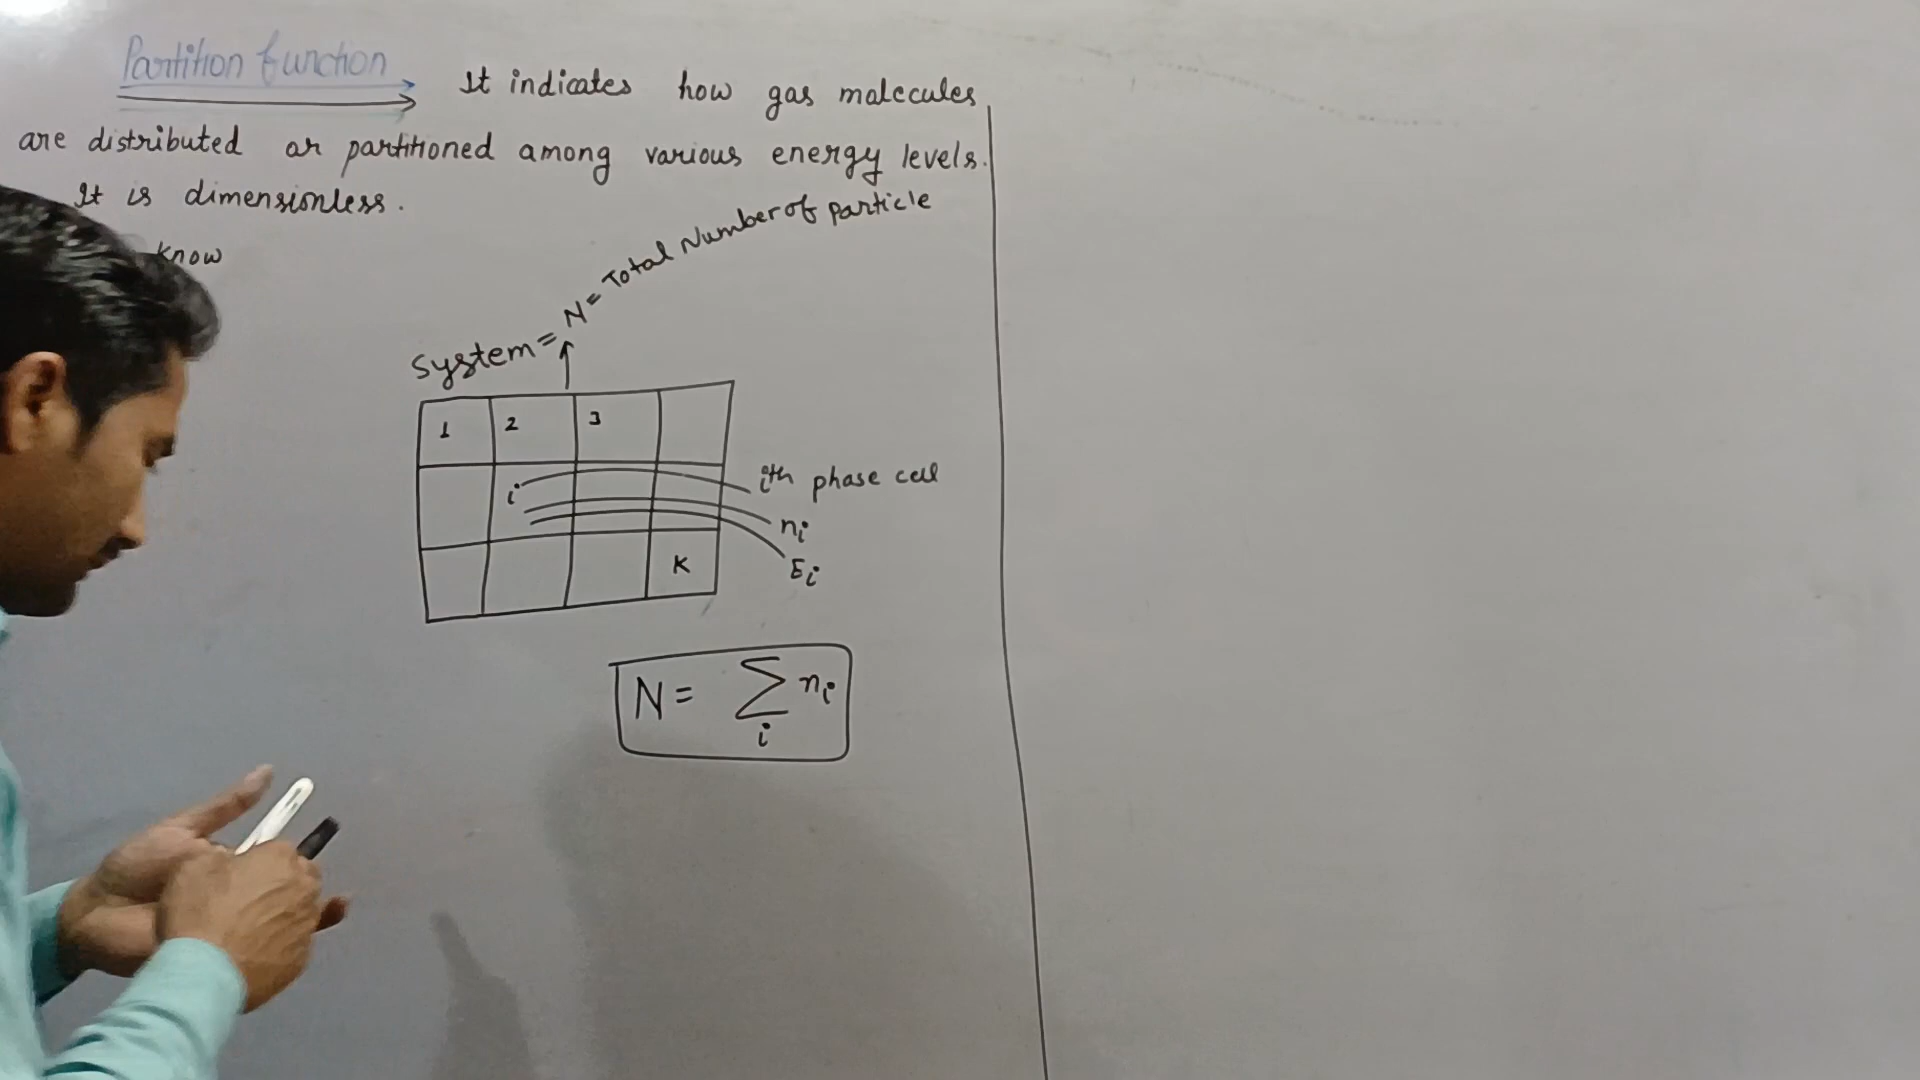 Partition function
It indicates how gas molecules
are distributed or partitioned among various energy levels.
It is dimensionless.
know
System = N = Total Number of particle
1 2 3
i
ith phase cell
ni
Ei
K
N = ∑i ni